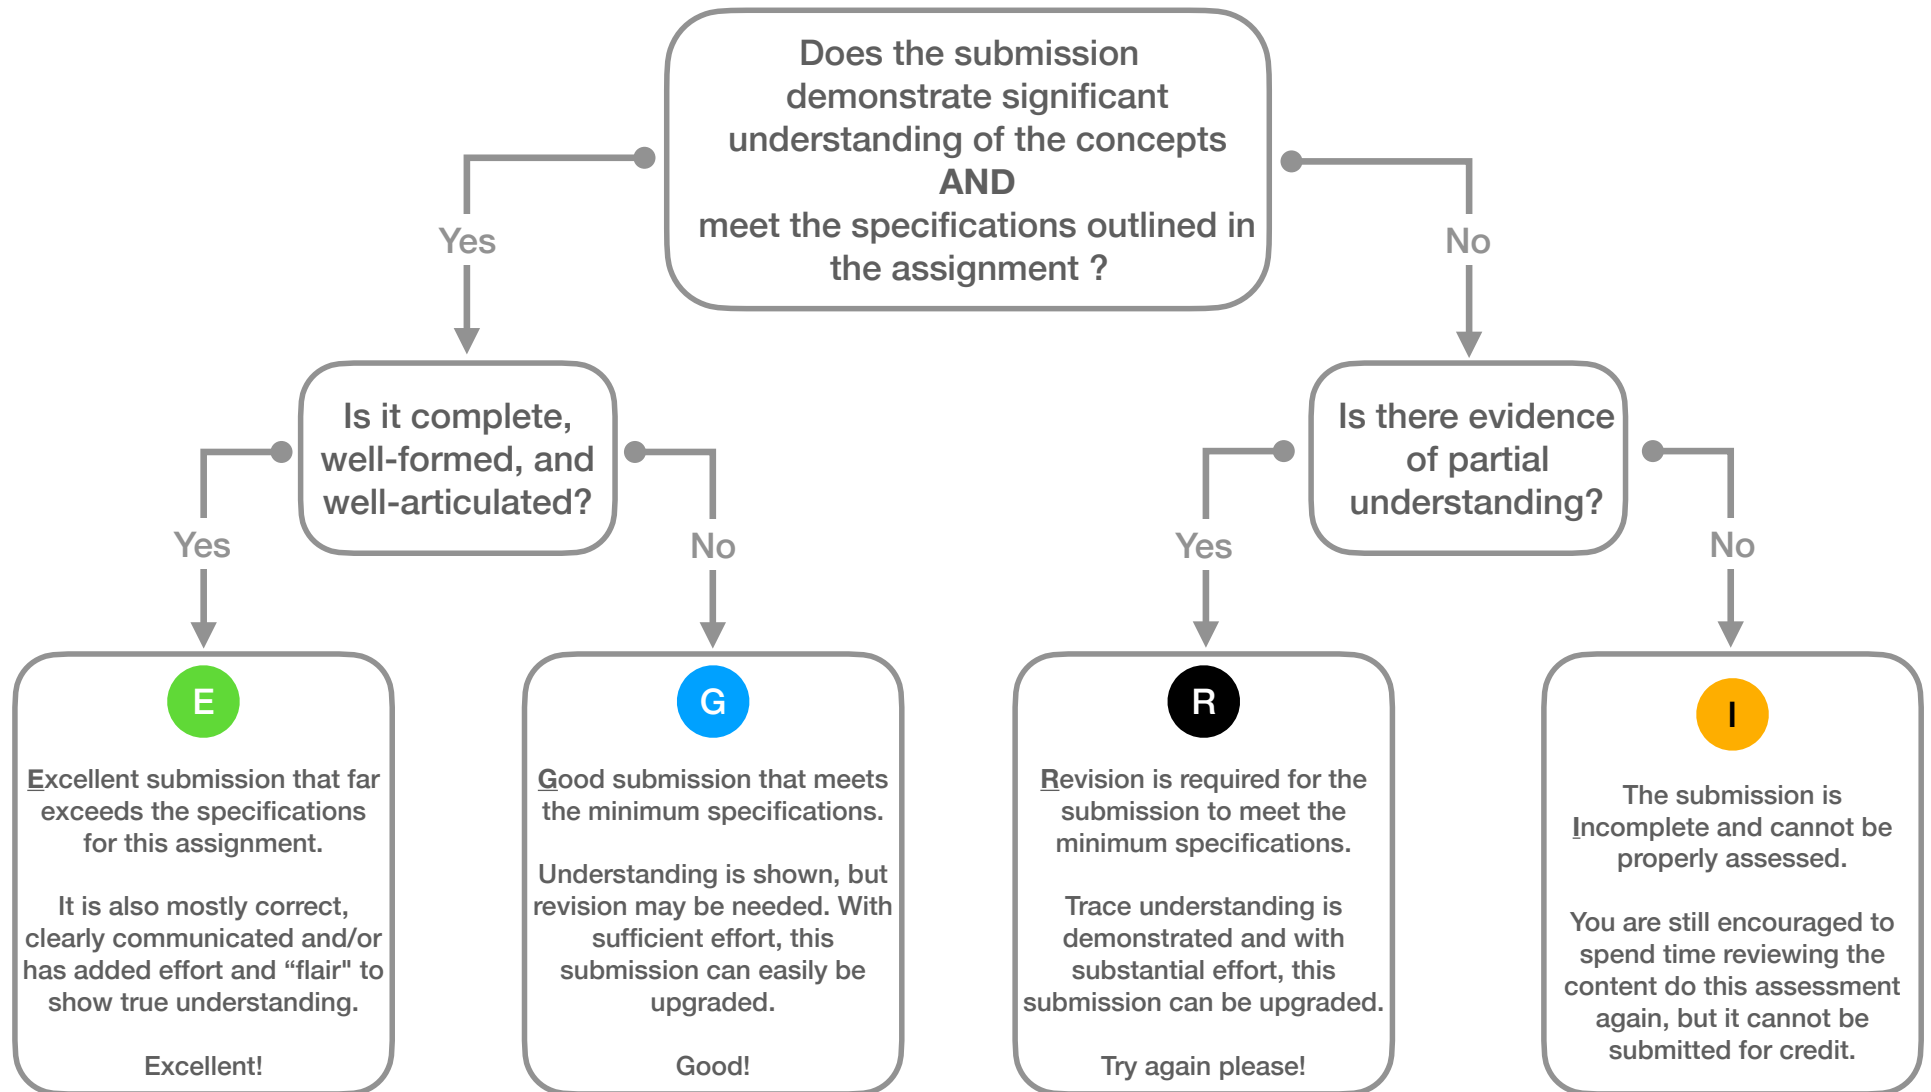 Does the submission
demonstrate significant
understanding of the concepts
AND
meet the specifications outlined in
the assignment ?
Yes
No
Is it complete,
well-formed, and
well-articulated?
Is there evidence
of partial
understanding?
Yes
No
Yes
No
E
Excellent submission that far
exceeds the specifications
for this assignment.
It is also mostly correct,
clearly communicated and/or
has added effort and “flair" to
show true understanding.
Excellent!
G
Good submission that meets
the minimum specifications.
Understanding is shown, but
revision may be needed. With
sufficient effort, this
submission can easily be
upgraded.
Good!
R
Revision is required for the
submission to meet the
minimum specifications.
Trace understanding is
demonstrated and with
substantial effort, this
submission can be upgraded.
Try again please!
I
The submission is
Incomplete and cannot be
properly assessed.
You are still encouraged to
spend time reviewing the
content do this assessment
again, but it cannot be
submitted for credit.